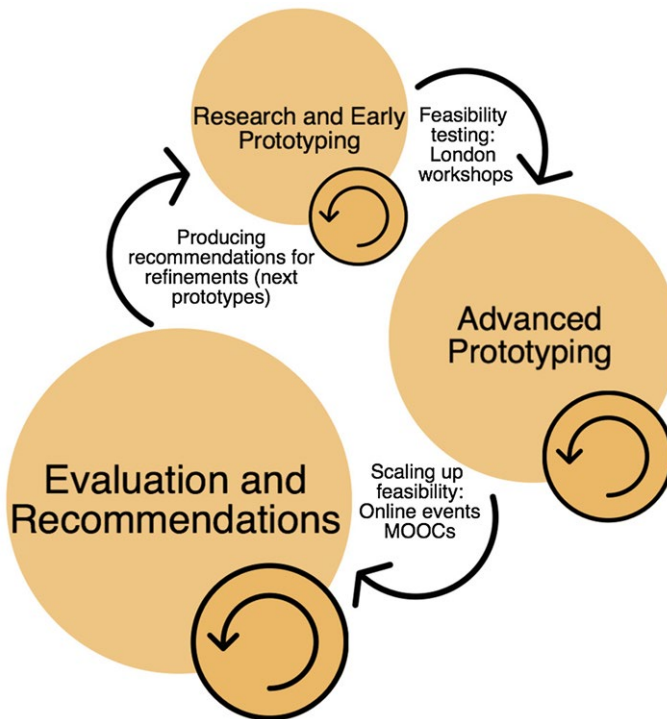 Research and Early
Prototyping
Feasibility
testing:
London
workshops
Producing
recommendations for
refinements (next
prototypes)
Advanced
Prototyping
Evaluation and
Recommendations
Scaling up
feasibility:
Online events
MOOCs